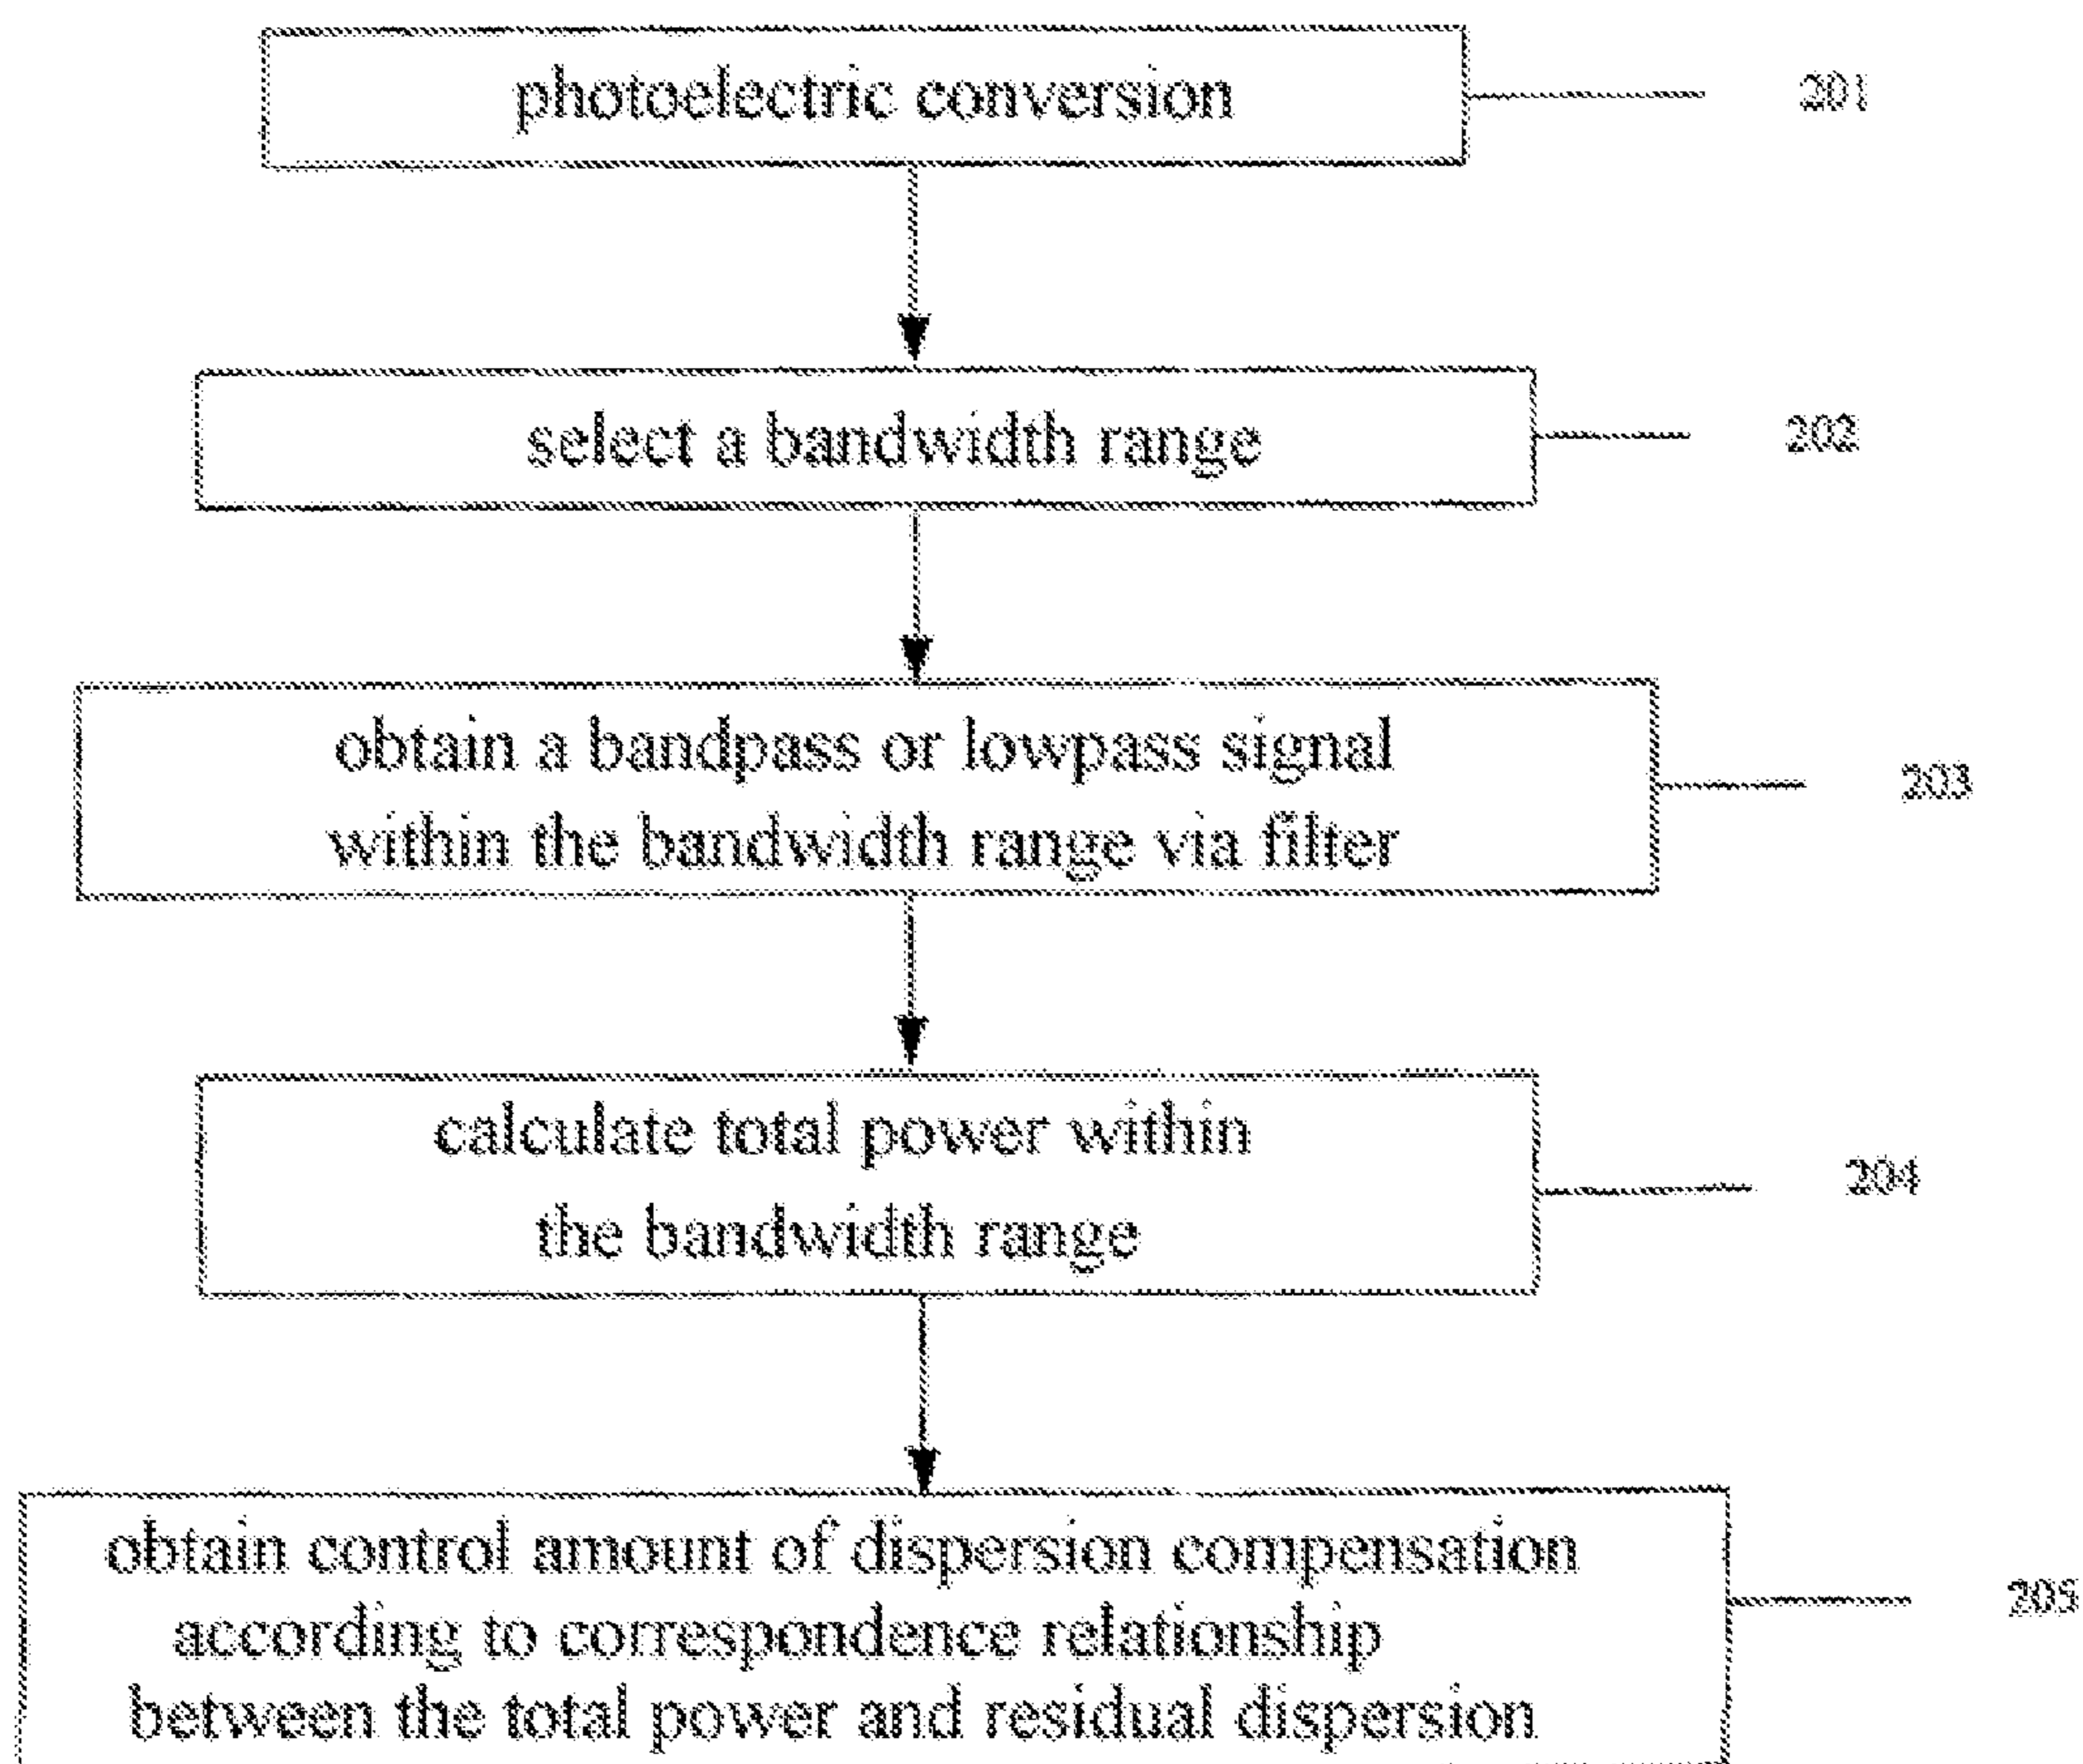 photoelectric conversion
201
select a bandwidth range
202
obtain a bandpass or lowpass signal
within the bandwidth range via filter
203
calculate total power within
the bandwidth range
204
obtain control amount of dispersion compensation
according to correspondence relationship
between the total power and residual dispersion
205